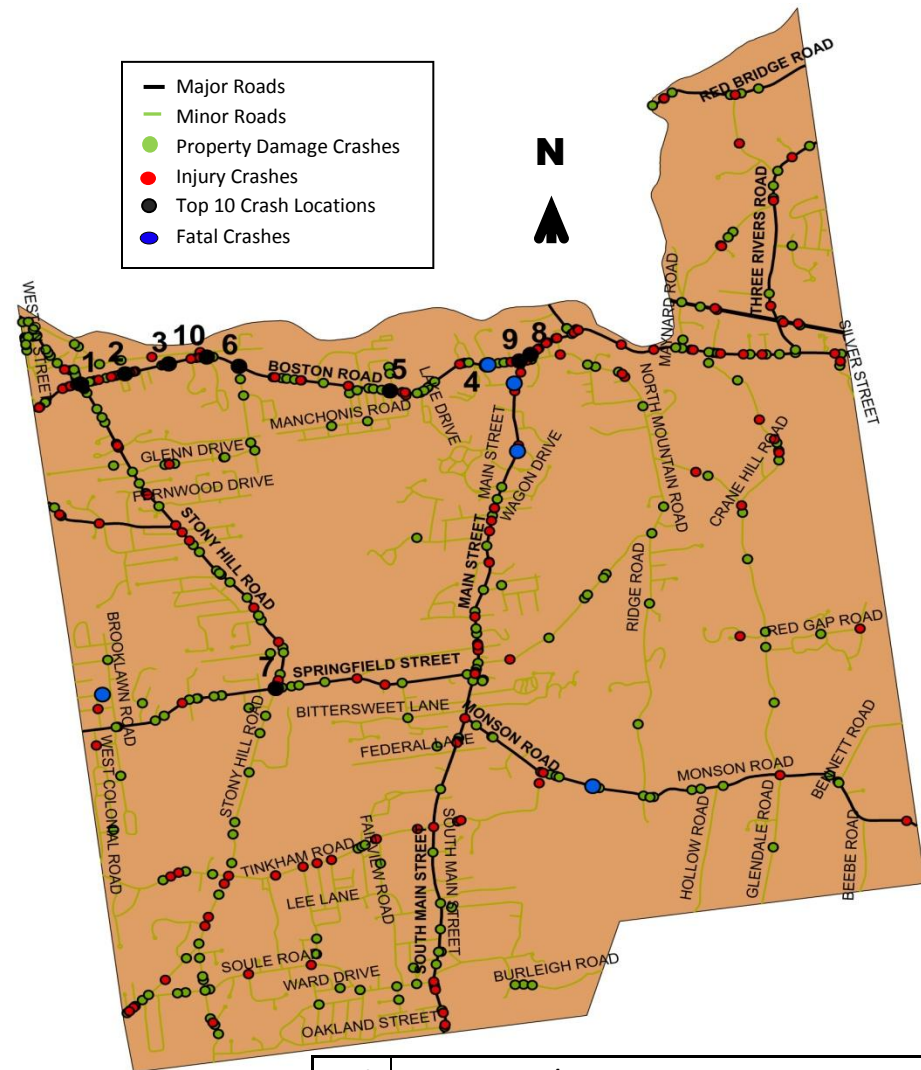 Major Roads
Minor Roads
Property Damage Crashes
Injury Crashes
Top 10 Crash Locations
Fatal Crashes
N
RED BRIDGE ROAD
THREE RIVERS ROAD
MAYNARD ROAD
SILVER STREET
STREET
1
2
3
10
6
BOSTON ROAD
5
4
9
8
LAKE DRIVE
MANCHONIS ROAD
GLENN DRIVE
FERNWOOD DRIVE
MAIN STREET
WAGON DRIVE
NORTH MOUNTAIN ROAD
CRANE HILL ROAD
STONY HILL ROAD
MAIN STREET
RIDGE ROAD
RED GAP ROAD
BROOKLAWN ROAD
7
SPRINGFIELD STREET
BITTERSWEET LANE
FEDERAL LANE
MONSON ROAD
MONSON ROAD
BENNETT ROAD
WEST COLONIAL ROAD
STONY HILL ROAD
HOLLOW ROAD
GLENDALE ROAD
BEEBE ROAD
TINKHAM ROAD
FAIRVIEW ROAD
SOUTH MAIN STREET
SOUTH MAIN STREET
LEE LANE
SOULE ROAD
WARD DRIVE
BURLEIGH ROAD
OAKLAND STREET